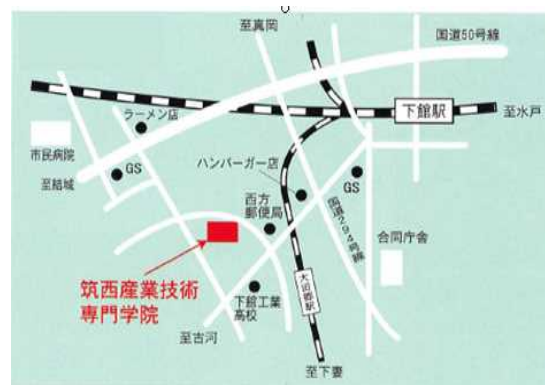 至真岡
国道50号線
下館駅
至水戸
ラーメン店
市民病院
GS
ハンバーガー店
至結城
GS
西方
郵便局
国道294号線
合同庁舎
筑西産業技術
専門学院
下館工業
高校
大田郷駅
至古河
至下妻